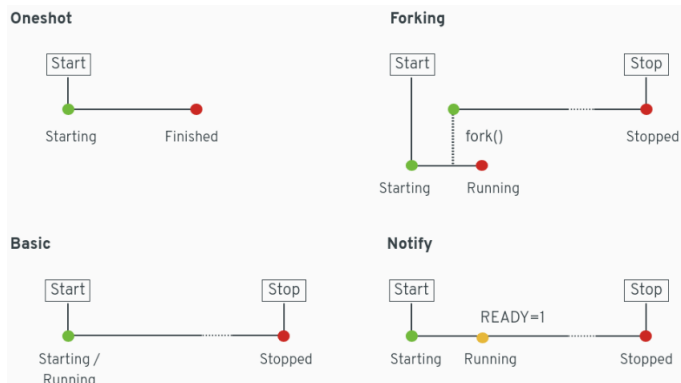 Oneshot
Start
Starting
Finished
Forking
Start
Stop
fork()
Stopped
Starting
Running
Basic
Start
Stop
Starting /
Running
Stopped
Notify
Start
Stop
READY=1
Starting
Running
Stopped